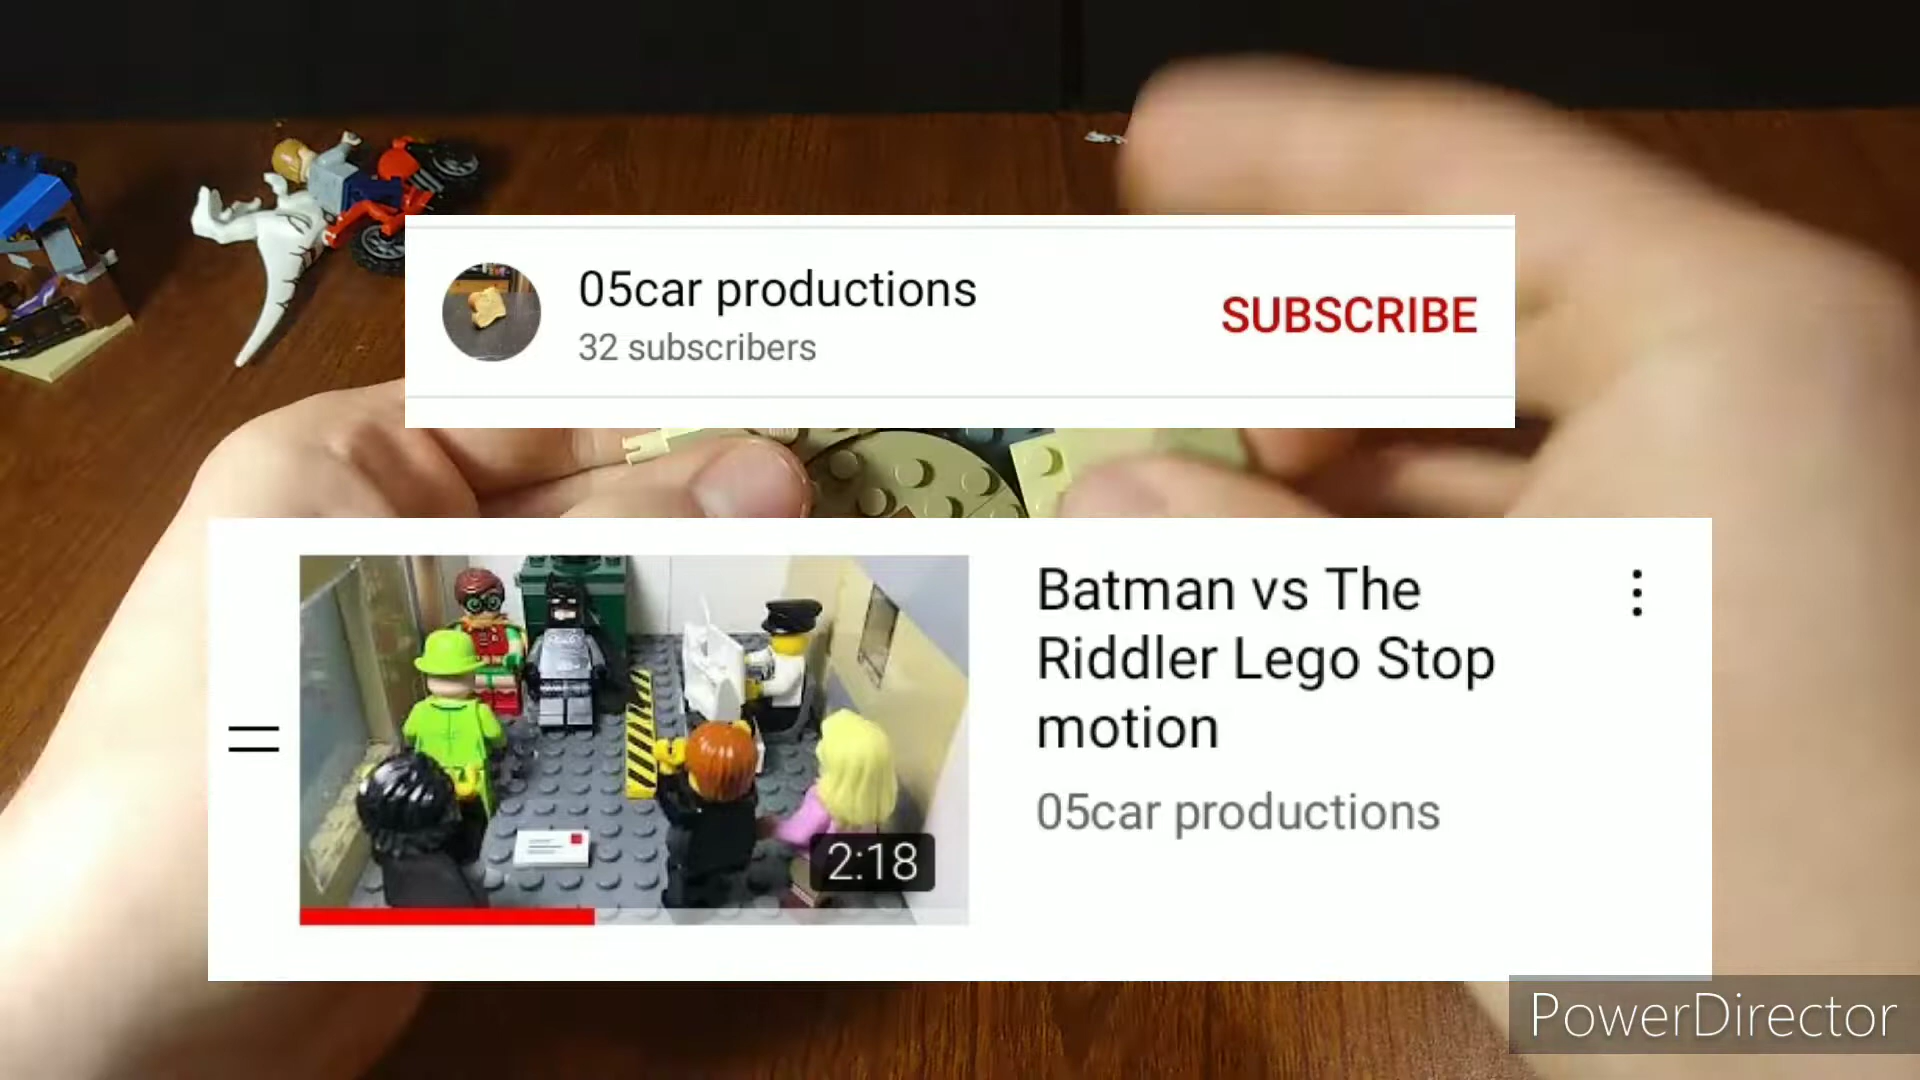 05car productions
32 subscribers
SUBSCRIBE
Batman vs The
Riddler Lego Stop
motion
05car productions
2:18
PowerDirector